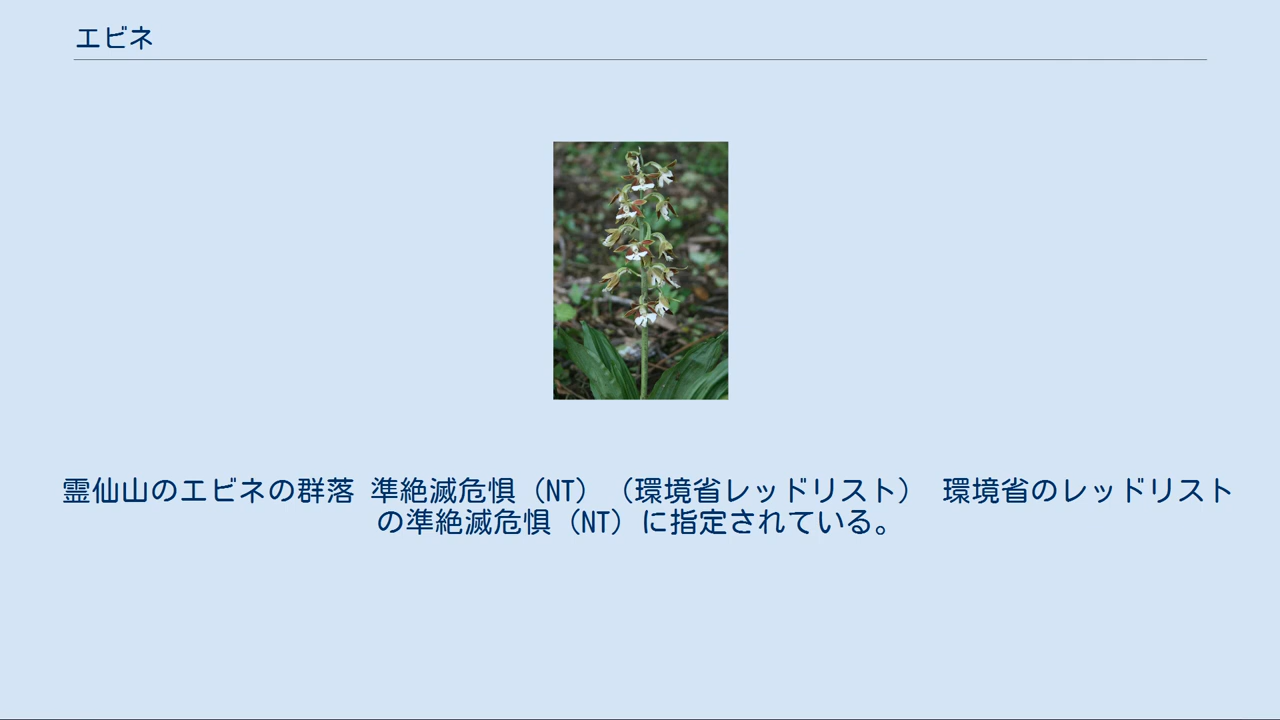 エビネ
霊仙山のエビネの群落 準絶滅危惧（NT）（環境省レッドリスト） 環境省のレッドリスト
の準絶滅危惧（NT）に指定されている。